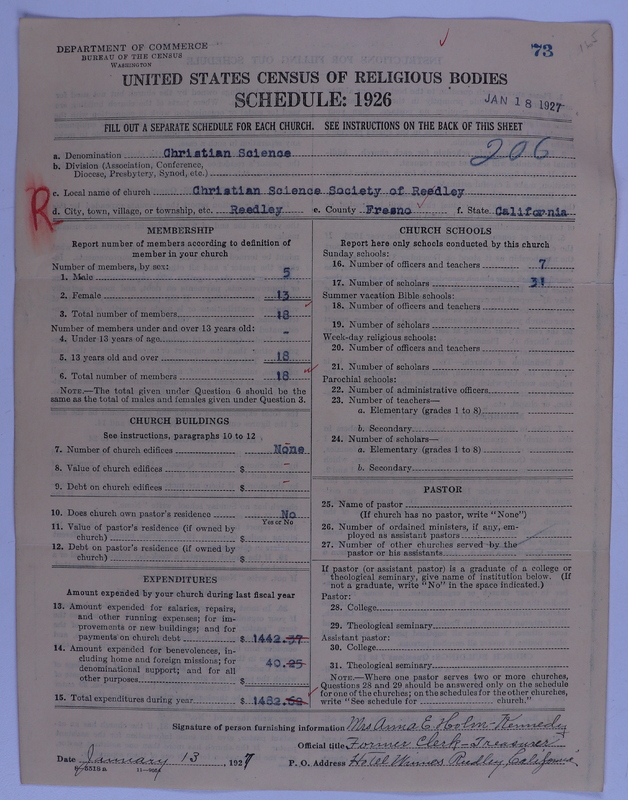 DEPARTMENT OF COMMERCE
BUREAU OF THE CENSUS
WASHINGTON
73
UNITED STATES CENSUS OF RELIGIOUS BODIES
SCHEDULE: 1926
JAN 18 1927
FILL OUT A SEPARATE SCHEDULE FOR EACH CHURCH. SEE INSTRUCTIONS ON THE BACK OF THIS SHEET
a. Denomination Christian Science
206
b. Division (Association, Conference,
Diocese, Presbytery, Synod, etc.)
c. Local name of church Christian Science Society of Reedley
R
d. City, town, village, or township, etc. Reedley e. County Fresno f. State California
MEMBERSHIP
Report number of members according to definition of
member in your church
Number of members, by sex:
1. Male 5
2. Female 13
3. Total number of members 18
Number of members under and over 13 years old:
4. Under 13 years of age -
5. 13 years old and over 18
6. Total number of members 18
NOTE.—The total given under Question 6 should be
same as the total of males and females given under Question 3.
CHURCH BUILDINGS
See instructions, paragraphs 10 to 12
7. Number of church edifices None
8. Value of church edifices $ -
9. Debt on church edifices $ -
10. Does church own pastor's residence No
Yes or No
11. Value of pastor's residence (if owned by
church) $
12. Debt on pastor's residence (if owned by
church) $
EXPENDITURES
Amount expended by your church during last fiscal year
13. Amount expended for salaries, repairs,
and other running expenses; for im-
provements or new buildings; and for
payments on church debt $ 1442.37
14. Amount expended for benevolences, in-
cluding home and foreign missions; for
denominational support; and for all
other purposes $ 40.25
15. Total expenditures during year $ 1482.62
CHURCH SCHOOLS
Report here only schools conducted by this church
Sunday schools:
16. Number of officers and teachers 7
17. Number of scholars 31
Summer vacation Bible schools:
18. Number of officers and teachers
19. Number of scholars
Week-day religious schools:
20. Number of officers and teachers
21. Number of scholars
Parochial schools:
22. Number of administrative officers
23. Number of teachers—
a. Elementary (grades 1 to 8)
b. Secondary
24. Number of scholars—
a. Elementary (grades 1 to 8)
b. Secondary
PASTOR
25. Name of pastor
(If church has no pastor, write "None")
26. Number of ordained ministers, if any, em-
ployed as assistant pastors
27. Number of other churches served by the
pastor or his assistants
If pastor (or assistant pastor) is a graduate of a college or
theological seminary, give name of institution below. (If
not a graduate, write "No" in the space indicated.)
Pastor:
28. College
29. Theological seminary
Assistant pastor:
30. College
31. Theological seminary
NOTE.—Where one pastor serves two or more churches,
Questions 28 and 29 should be answered only on the schedule
for one of the churches; on the schedules for the other churches,
write "See schedule for church."
Signature of person furnishing information Mrs Anna E. Holm-Kennedy
Official title Former Clerk-Treasurer
Date January 13, 1927 P. O. Address Hotel Winnes Reedley, California
8-5518a 11-9004